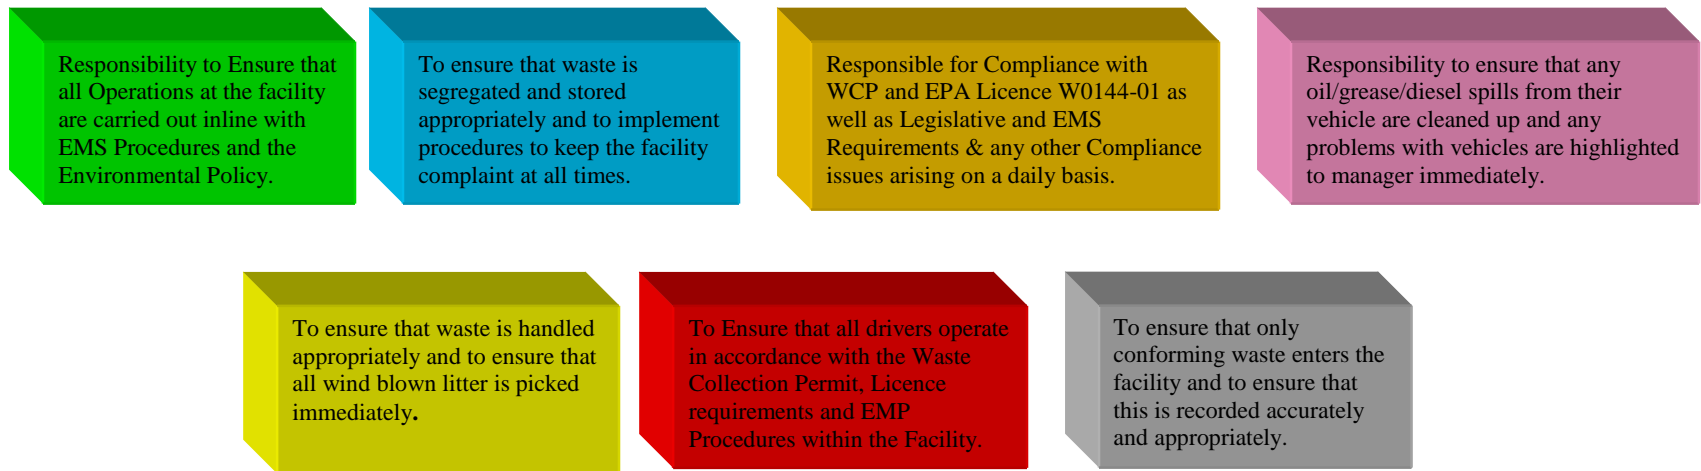 Responsibility to Ensure that
all Operations at the facility
are carried out inline with
EMS Procedures and the
Environmental Policy.
To ensure that waste is
segregated and stored
appropriately and to implement
procedures to keep the facility
complaint at all times.
Responsible for Compliance with
WCP and EPA Licence W0144-01 as
well as Legislative and EMS
Requirements & any other Compliance
issues arising on a daily basis.
Responsibility to ensure that any
oil/grease/diesel spills from their
vehicle are cleaned up and any
problems with vehicles are highlighted
to manager immediately.
To ensure that waste is handled
appropriately and to ensure that
all wind blown litter is picked
immediately.
To Ensure that all drivers operate
in accordance with the Waste
Collection Permit, Licence
requirements and EMP
Procedures within the Facility.
To ensure that only
conforming waste enters the
facility and to ensure that
this is recorded accurately
and appropriately.